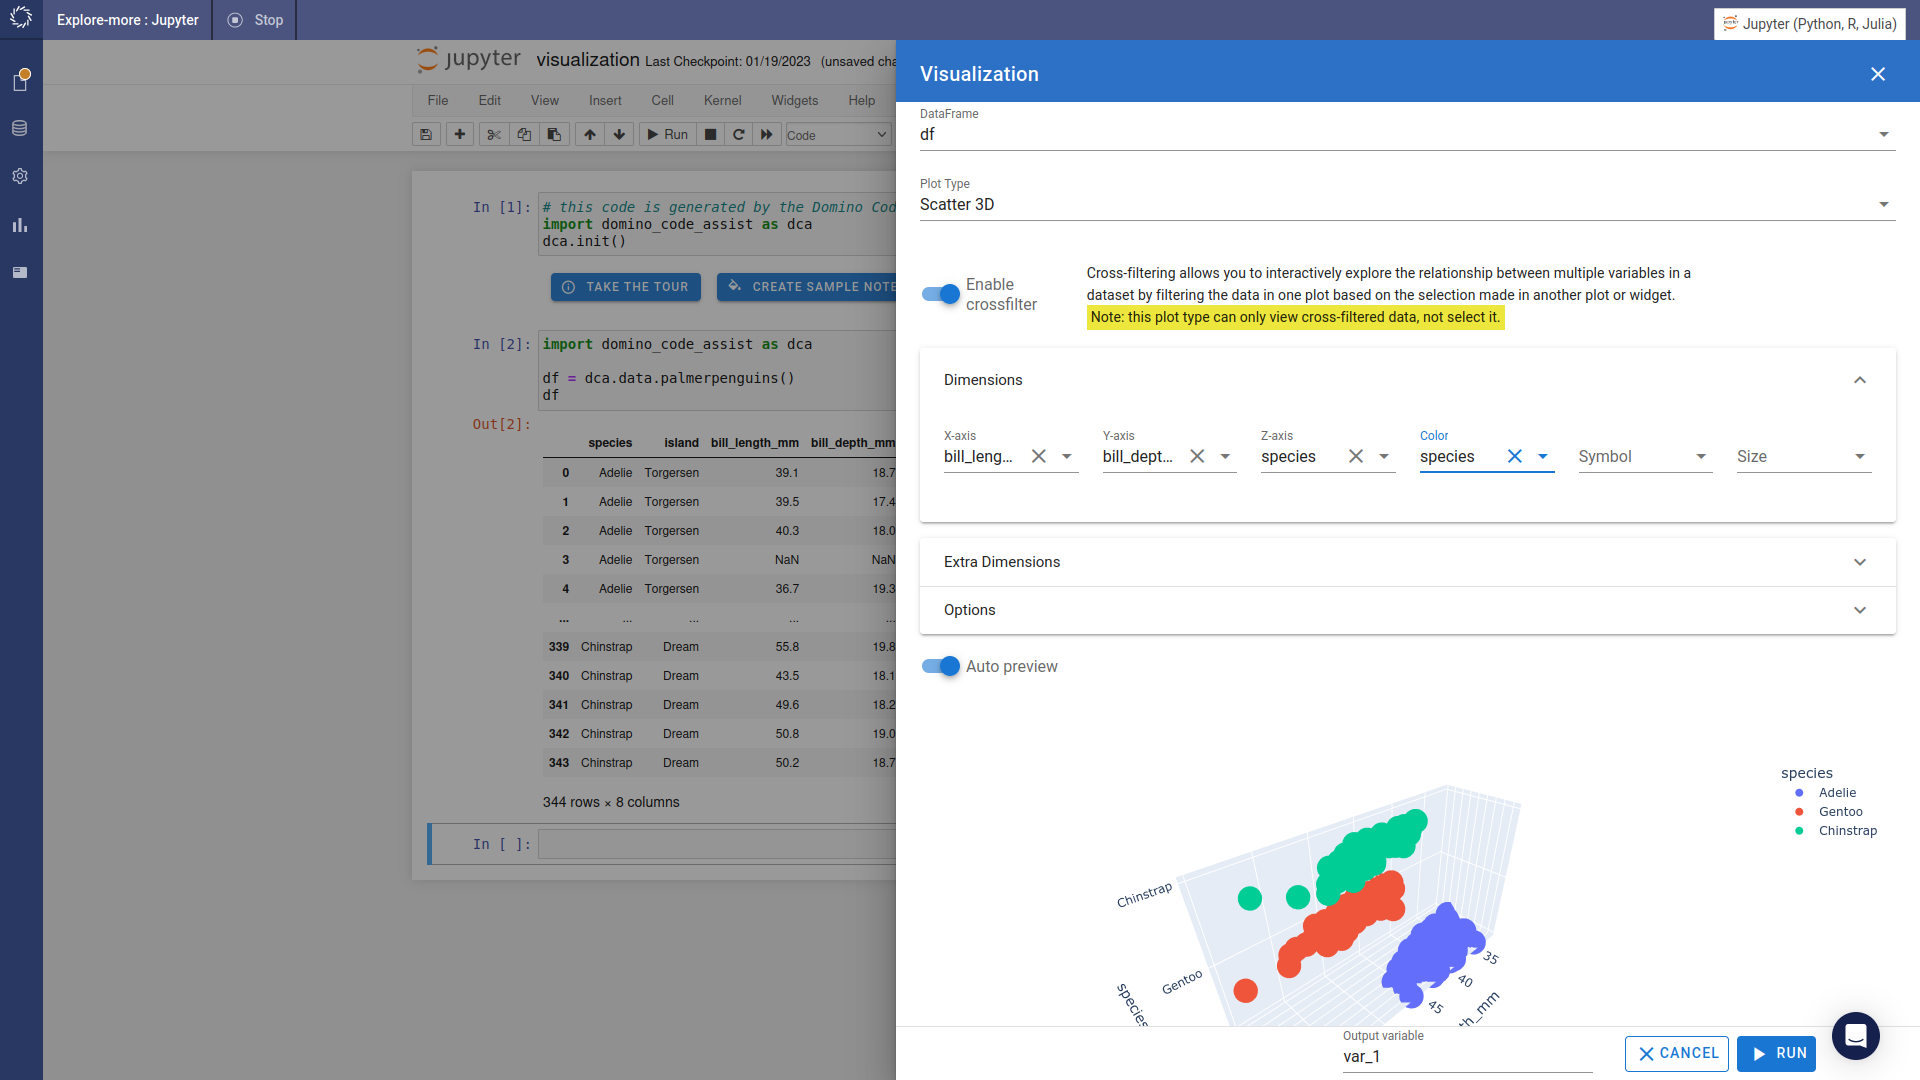 Explore-more : Jupyter
Stop
Jupyter (Python, R, Julia)
jupyter
visualization Last Checkpoint: 01/19/2023 (unsaved cha
File Edit View Insert Cell Kernel Widgets Help
Run
Code
In [1]:
# this code is generated by the Domino Cod
import domino_code_assist as dca
dca.init()
TAKE THE TOUR
CREATE SAMPLE NOTE
In [2]:
import domino_code_assist as dca
df = dca.data.palmerpenguins()
df
Out[2]:
species island bill_length_mm bill_depth_mm
0 Adelie Torgersen 39.1 18.7
1 Adelie Torgersen 39.5 17.4
2 Adelie Torgersen 40.3 18.0
3 Adelie Torgersen NaN NaN
4 Adelie Torgersen 36.7 19.3
... ... ... ... ...
339 Chinstrap Dream 55.8 19.8
340 Chinstrap Dream 43.5 18.1
341 Chinstrap Dream 49.6 18.2
342 Chinstrap Dream 50.8 19.0
343 Chinstrap Dream 50.2 18.7
344 rows × 8 columns
In [ ]:
Visualization
DataFrame
df
Plot Type
Scatter 3D
Enable
crossfilter
Cross-filtering allows you to interactively explore the relationship between multiple variables in a
dataset by filtering the data in one plot based on the selection made in another plot or widget.
Note: this plot type can only view cross-filtered data, not select it.
Dimensions
X-axis Y-axis Z-axis Color
bill_leng... bill_dept... species species Symbol Size
Extra Dimensions
Options
Auto preview
species
Adelie
Gentoo
Chinstrap
Chinstrap
Gentoo
species
35
40
45
th_mm
Output variable
var_1
CANCEL
RUN